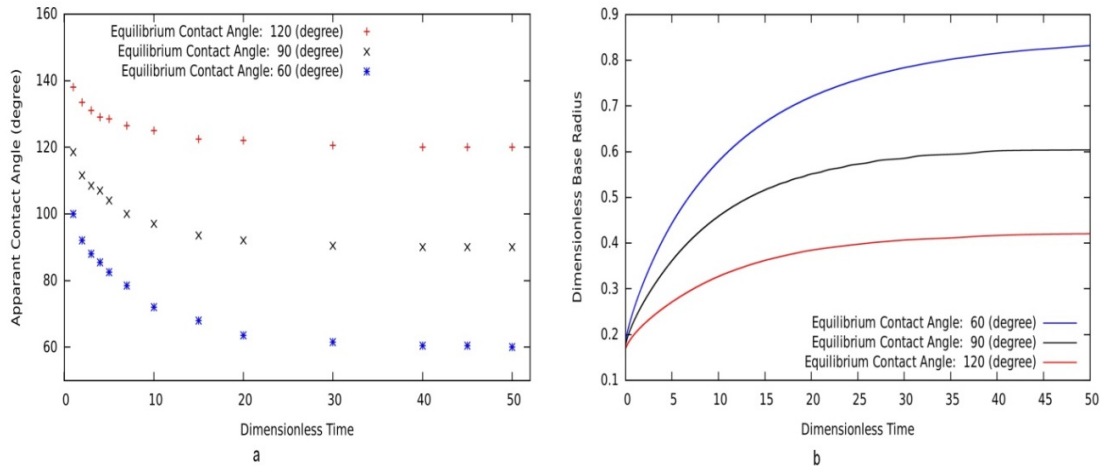 160
140
120
100
80
60
0
10
20
30
40
50
Apparant Contact Angle (degree)
Equilibrium Contact Angle: 120 (degree)
Equilibrium Contact Angle: 90 (degree)
Equilibrium Contact Angle: 60 (degree)
Dimensionless Time
a
0.9
0.8
0.7
0.6
0.5
0.4
0.3
0.2
0.1
0
5
10
15
20
25
30
35
40
45
50
Dimensionless Base Radius
Equilibrium Contact Angle: 60 (degree)
Equilibrium Contact Angle: 90 (degree)
Equilibrium Contact Angle: 120 (degree)
Dimensionless Time
b